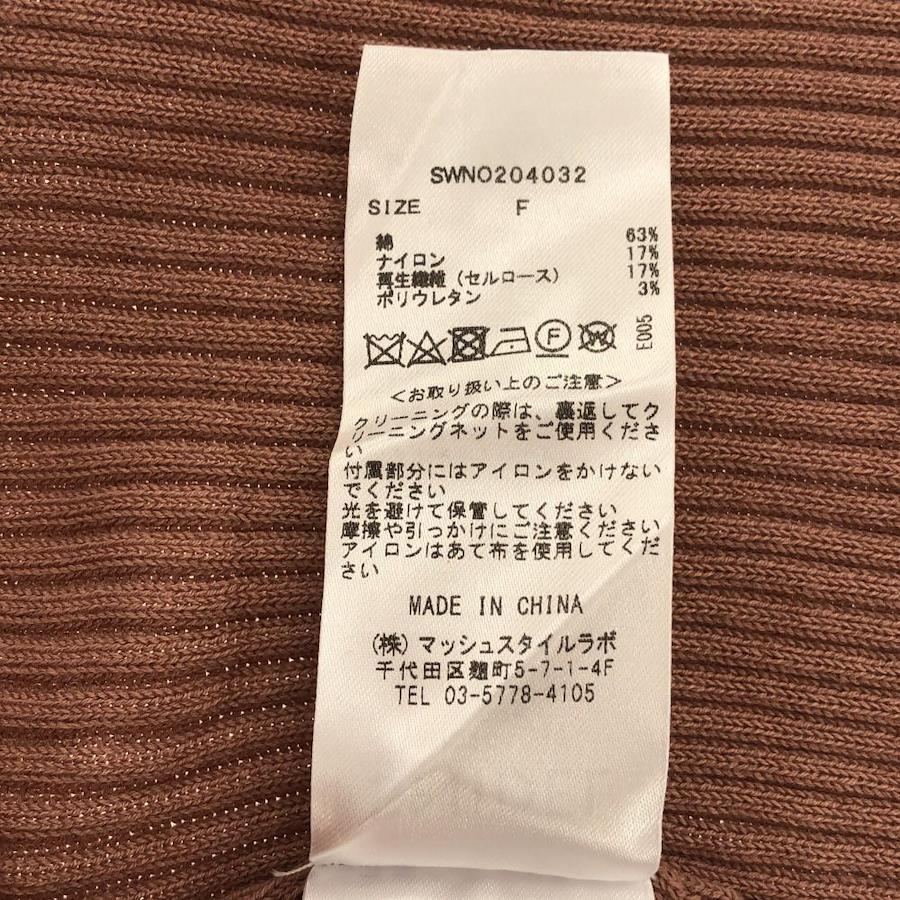 SWNO204032
SIZE F
綿 63%
ナイロン 17%
再生繊維（セルロース） 17%
ポリウレタン 3%
E005
F
W
＜お取り扱い上のご注意＞
クリーニングの際は、裏返してク
リーニングネットをご使用くださ
い
付属部分にはアイロンをかけない
でください
光を避けて保管してください
摩擦や引っかけにご注意ください
アイロンはあて布を使用してくだ
さい
MADE IN CHINA
(株) マッシュスタイルラボ
千代田区麹町5-7-1-4F
TEL 03-5778-4105